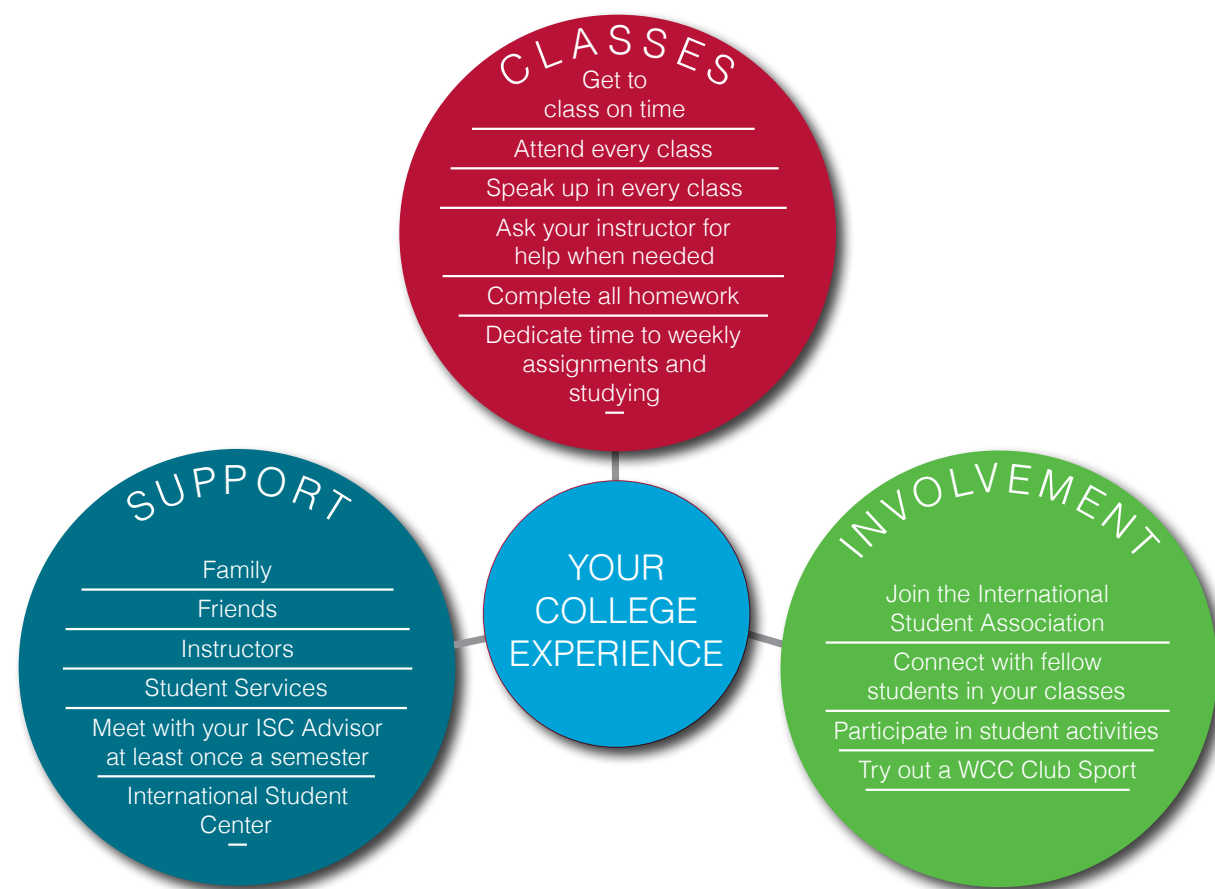 CLASSES
Get to
class on time
Attend every class
Speak up in every class
Ask your instructor for
help when needed
Complete all homework
Dedicate time to weekly
assignments and
studying
SUPPORT
Family
Friends
Instructors
Student Services
Meet with your ISC Advisor
at least once a semester
International Student
Center
YOUR
COLLEGE
EXPERIENCE
INVOLVEMENT
Join the International
Student Association
Connect with fellow
students in your classes
Participate in student activities
Try out a WCC Club Sport